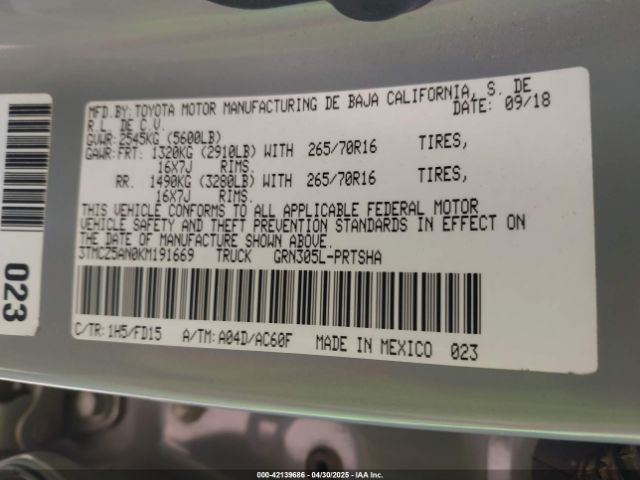 MFD.BY:TOYOTA MOTOR MANUFACTURING DE BAJA CALIFORNIA, S. DE
R.L. DE C.V. DATE: 09/18
GVWR:2545KG (5600LB)
GAWR:FRT: 1320KG (2910LB) WITH 265/70R16 TIRES,
16X7J RIMS.
RR. 1490KG (3280LB) WITH 265/70R16 TIRES,
16X7J RIMS.
THIS VEHICLE CONFORMS TO ALL APPLICABLE FEDERAL MOTOR
VEHICLE SAFETY AND THEFT PREVENTION STANDARDS IN EFFECT ON
THE DATE OF MANUFACTURE SHOWN ABOVE.
3TMCZ5AN0KM191669 TRUCK GRN305L-PRTSHA
C/TR: 1H5/FD15 A/TM: A04D/AC60F MADE IN MEXICO 023
023
000-42139686 - 04/30/2025 - IAA Inc.